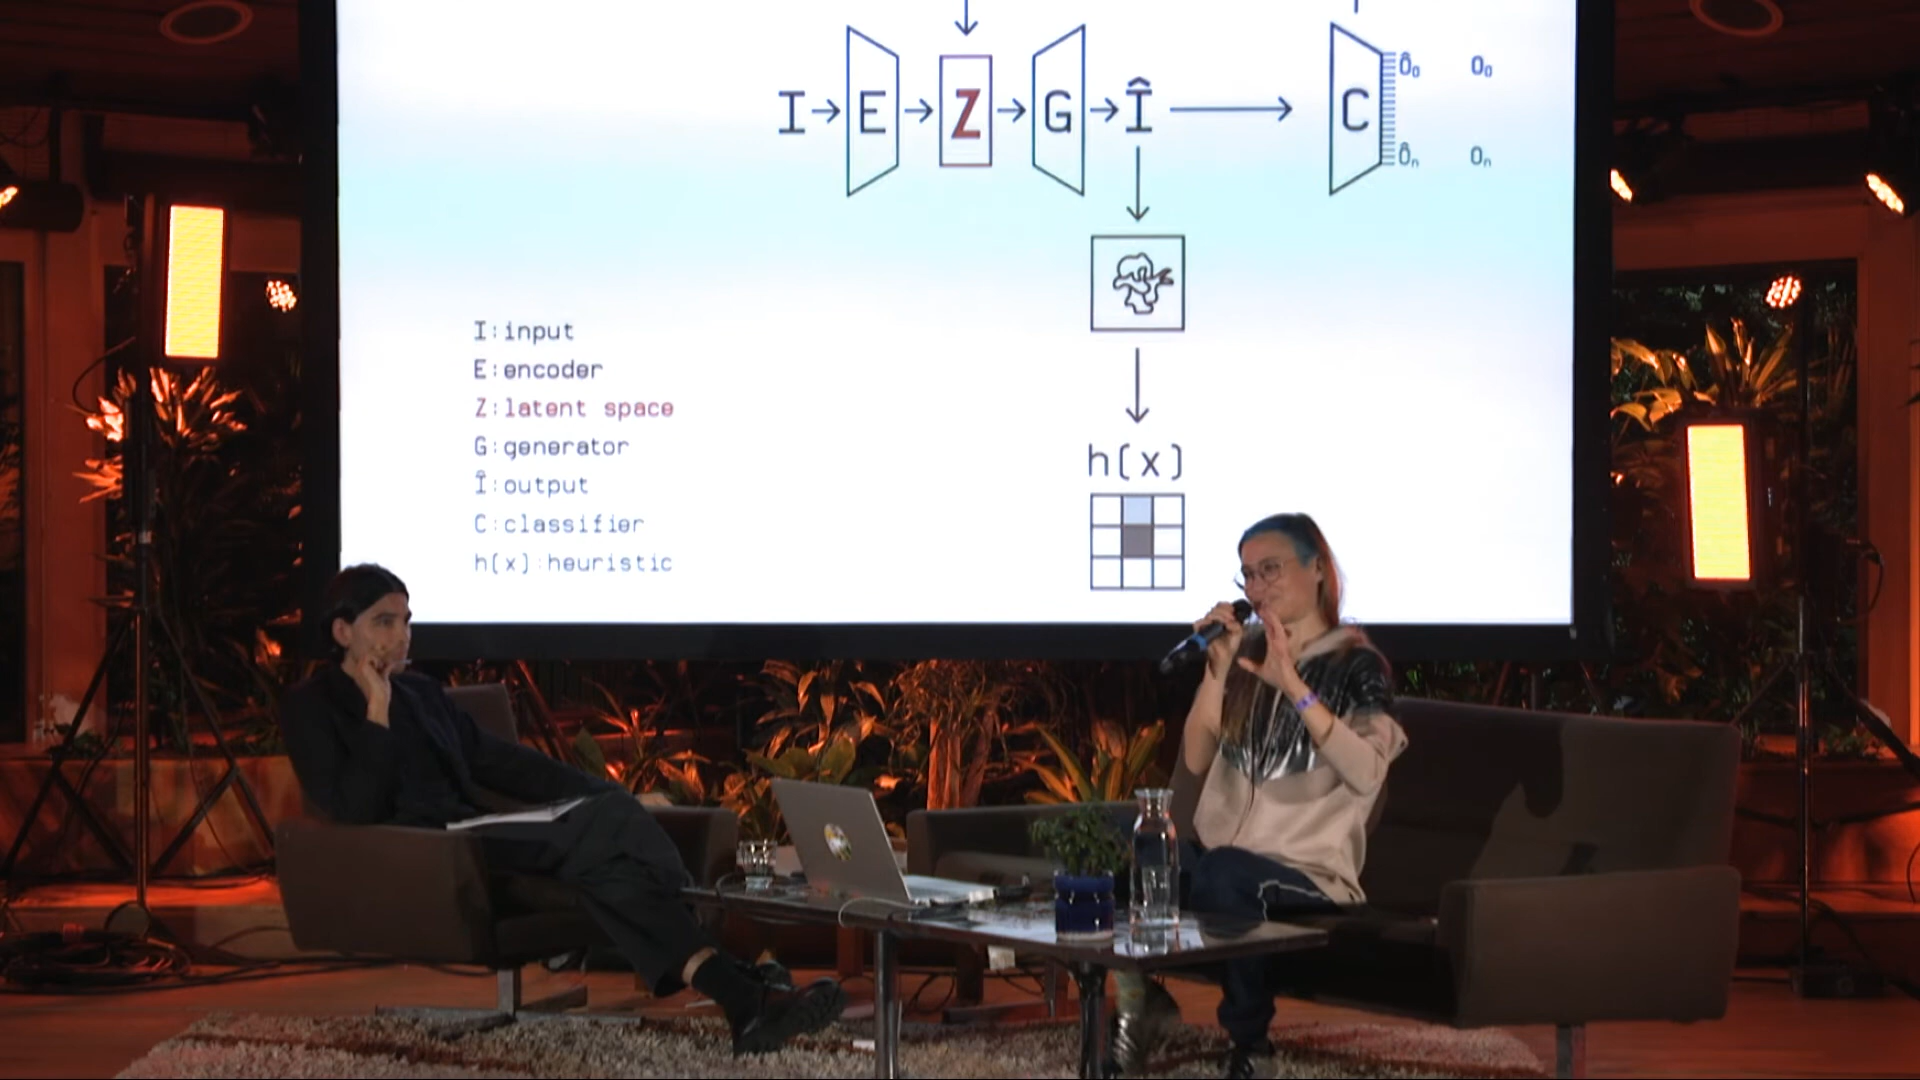 I→E→Z→G→Î→C ô₀ o₀
ôₙ oₙ
I:input
E:encoder
Z:latent space
G:generator
Î:output
C:classifier
h(x):heuristic
h(x)